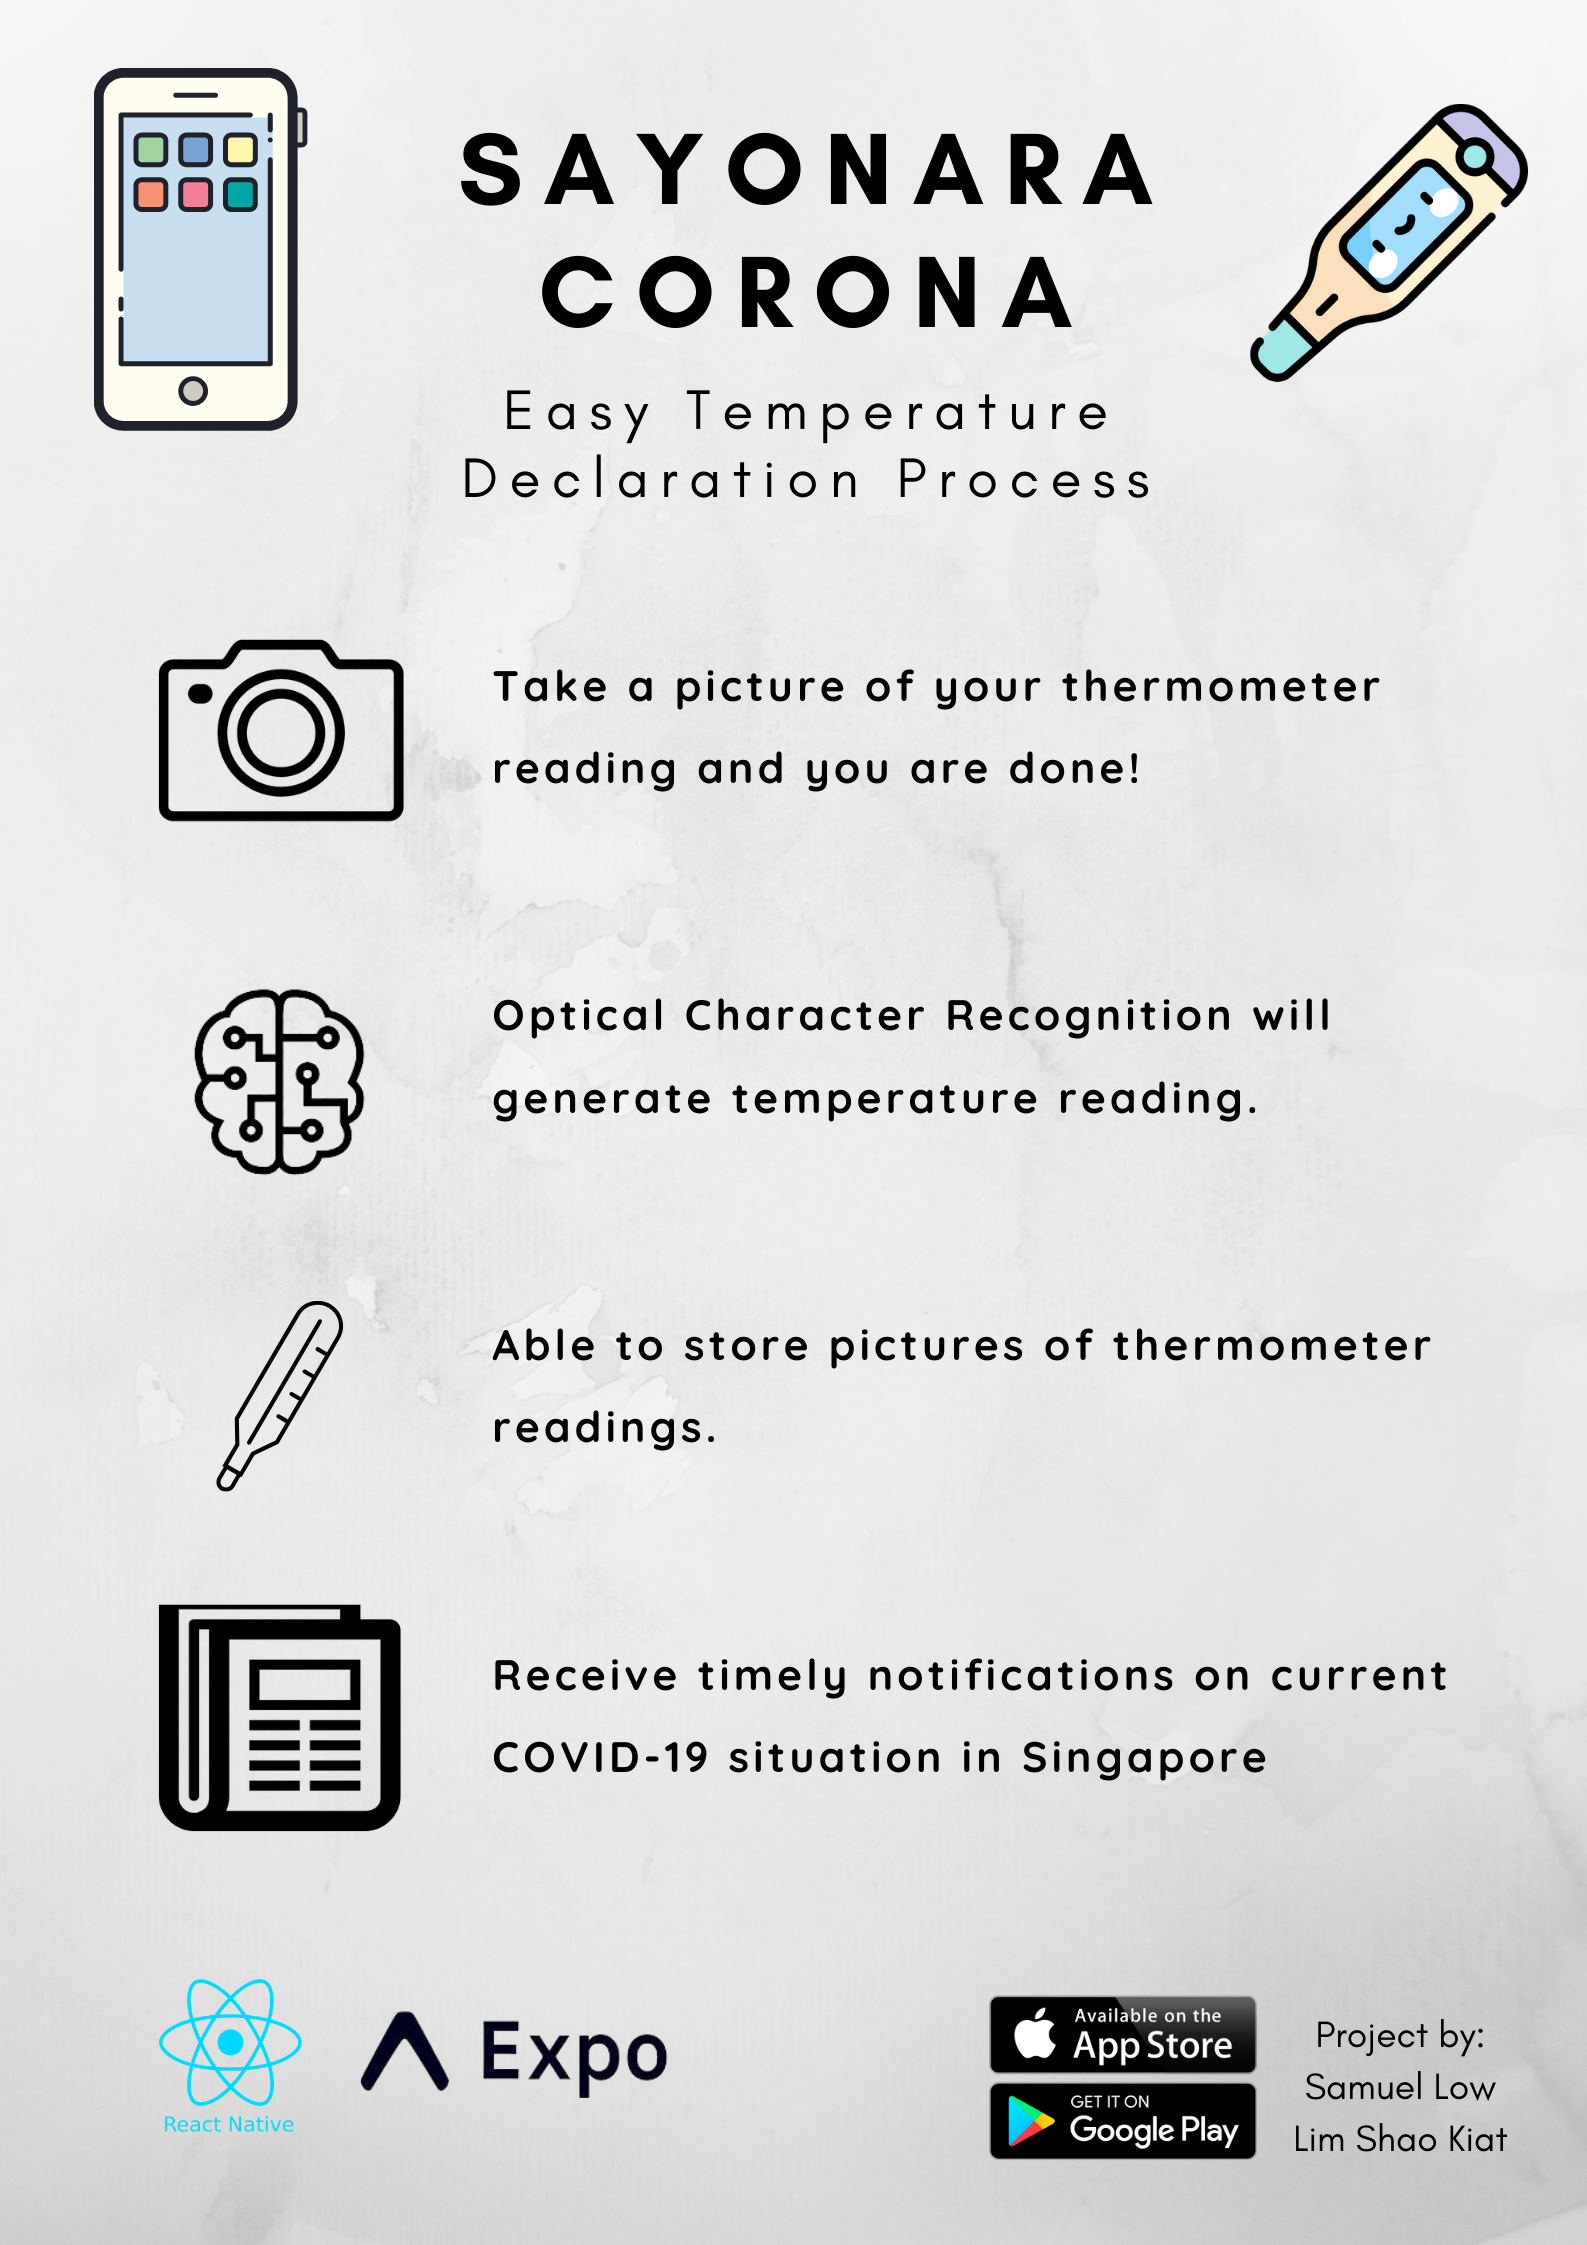 SAYONARA
CORONA
Easy Temperature
Declaration Process
Take a picture of your thermometer
reading and you are done!
Optical Character Recognition will
generate temperature reading.
Able to store pictures of thermometer
readings.
Receive timely notifications on current
COVID-19 situation in Singapore
React Native
Expo
Available on the
App Store
GET IT ON
Google Play
Project by:
Samuel Low
Lim Shao Kiat